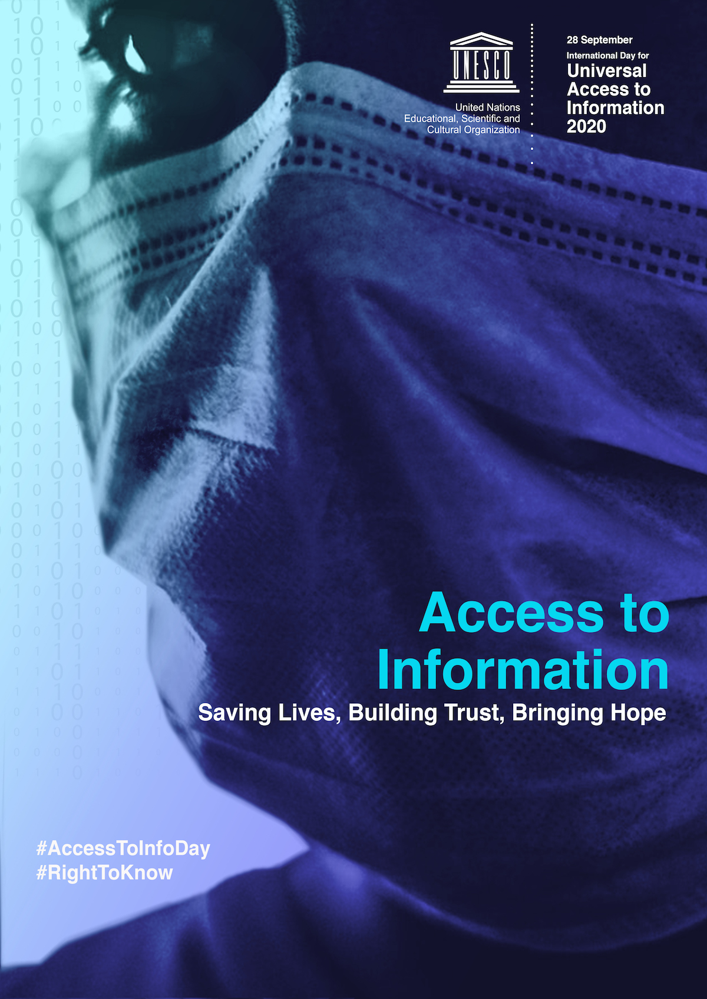 UNESCO
United Nations
Educational, Scientific and
Cultural Organization
28 September
International Day for
Universal
Access to
Information
2020
Access to
Information
Saving Lives, Building Trust, Bringing Hope
#AccessToInfoDay
#RightToKnow